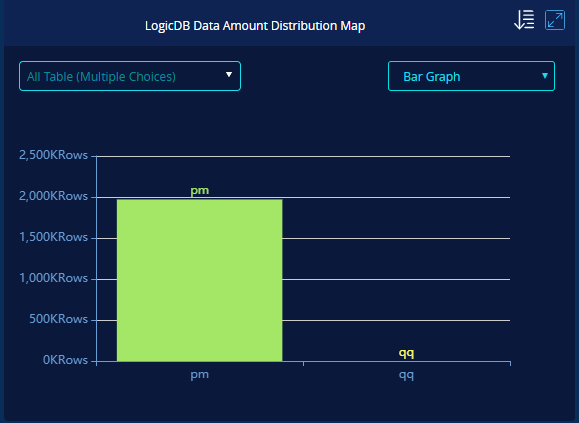 LogicDB Data Amount Distribution Map
All Table (Multiple Choices)
Bar Graph
2,500KRows
2,000KRows
1,500KRows
1,000KRows
500KRows
0KRows
pm
qq
pm
qq